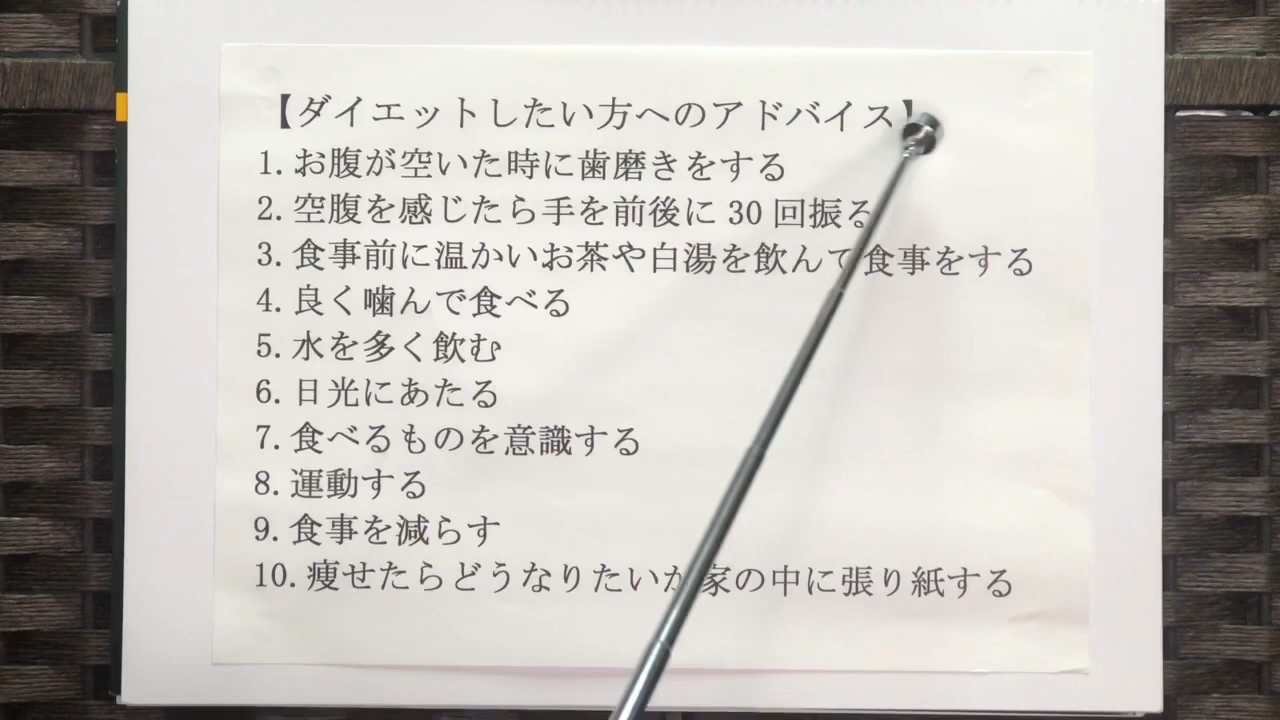 【ダイエットしたい方へのアドバイス】
1. お腹が空いた時に歯磨きをする
2. 空腹を感じたら手を前後に 30 回振る
3. 食事前に温かいお茶や白湯を飲んで食事をする
4. 良く噛んで食べる
5. 水を多く飲む
6. 日光にあたる
7. 食べるものを意識する
8. 運動する
9. 食事を減らす
10. 痩せたらどうなりたいか家の中に張り紙する